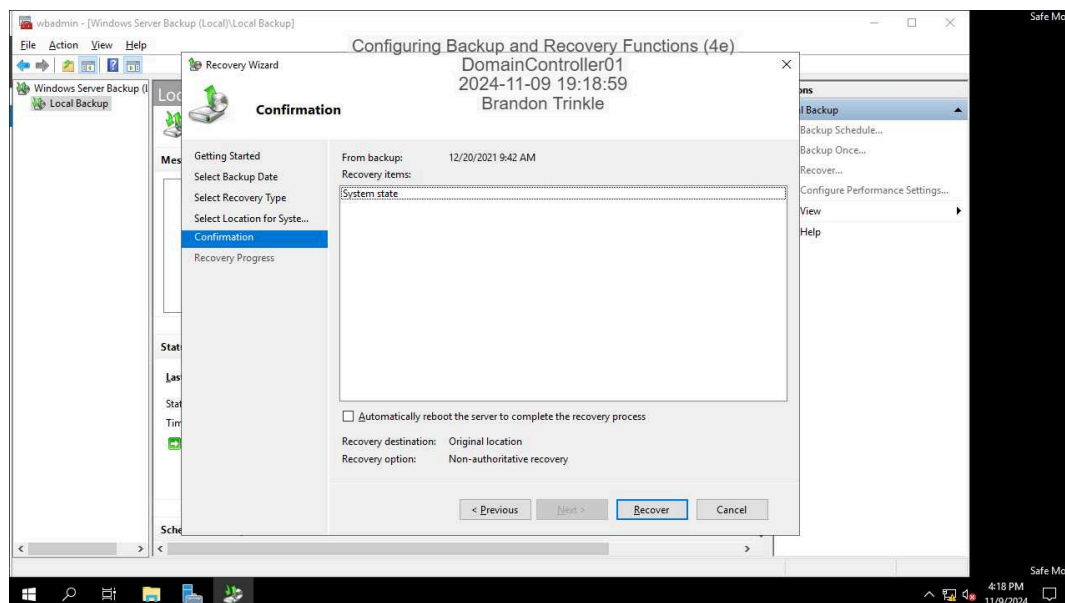 wbadmin - [Windows Server Backup (Local)\Local Backup]
Safe Mo
File Action View Help
Configuring Backup and Recovery Functions (4e)
DomainController01
2024-11-09 19:18:59
Brandon Trinkle
Windows Server Backup (l
Local Backup
Loc
Recovery Wizard
Confirmation
Mes
Getting Started
Select Backup Date
Select Recovery Type
Select Location for Syste...
Confirmation
Recovery Progress
From backup: 12/20/2021 9:42 AM
Recovery items:
System state
Automatically reboot the server to complete the recovery process
Recovery destination: Original location
Recovery option: Non-authoritative recovery
< Previous Next > Recover Cancel
Stat
Las
Stat
Tim
Sche
ons
l Backup
Backup Schedule...
Backup Once...
Recover...
Configure Performance Settings...
View
Help
Safe Mo
4:18 PM
11/9/2024